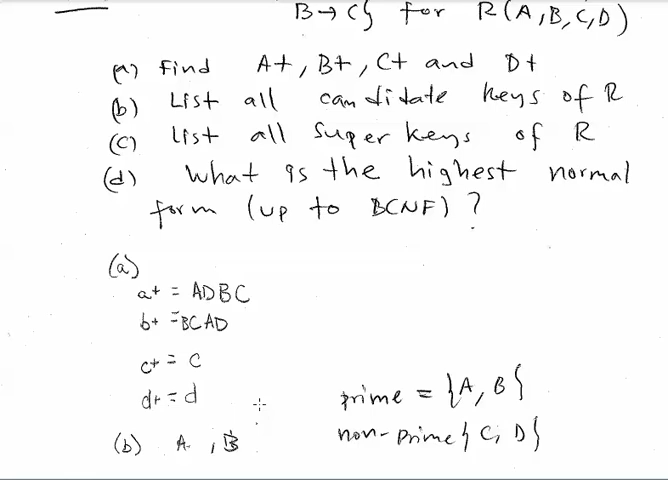 B → C} for R(A,B,C,D)
(a) Find A+, B+, C+ and D+
(b) List all candidate keys of R
(c) List all Super keys of R
(d) What is the highest normal
form (up to BCNF)?
(a)
a+ = ADBC
b+ = BCAD
c+ = C
d+ = d
prime = {A, B}
(b) A, B
non-prime { C, D}